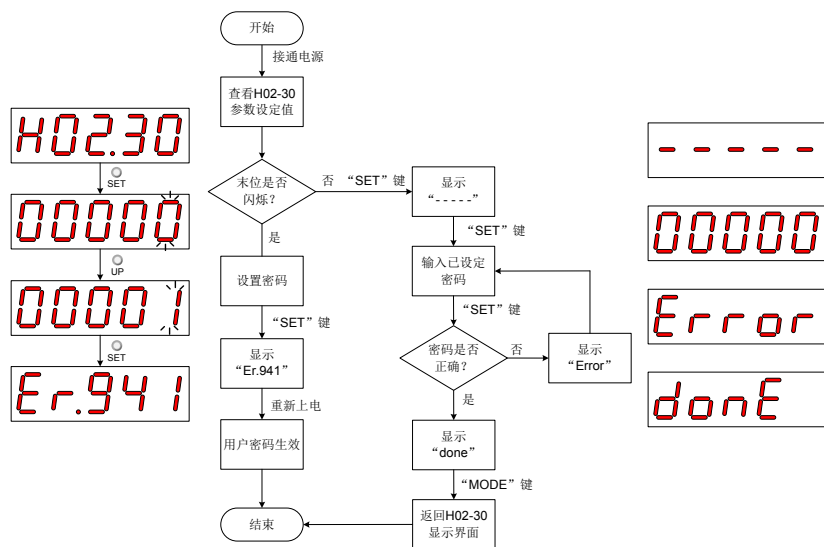 开始
接通电源
查看H02-30
参数设定值
末位是否
闪烁?
是
设置密码
“SET”键
显示
“Er.941”
重新上电
用户密码生效
结束
否 “SET”键
显示
“-----”
“SET”键
输入已设定
密码
“SET”键
密码是否
正确?
否
显示
“Error”
是
显示
“done”
“MODE”键
返回H02-30
显示界面
H02.30
SET
00000
UP
00001
SET
Er.941
-----
00000
Error
donE